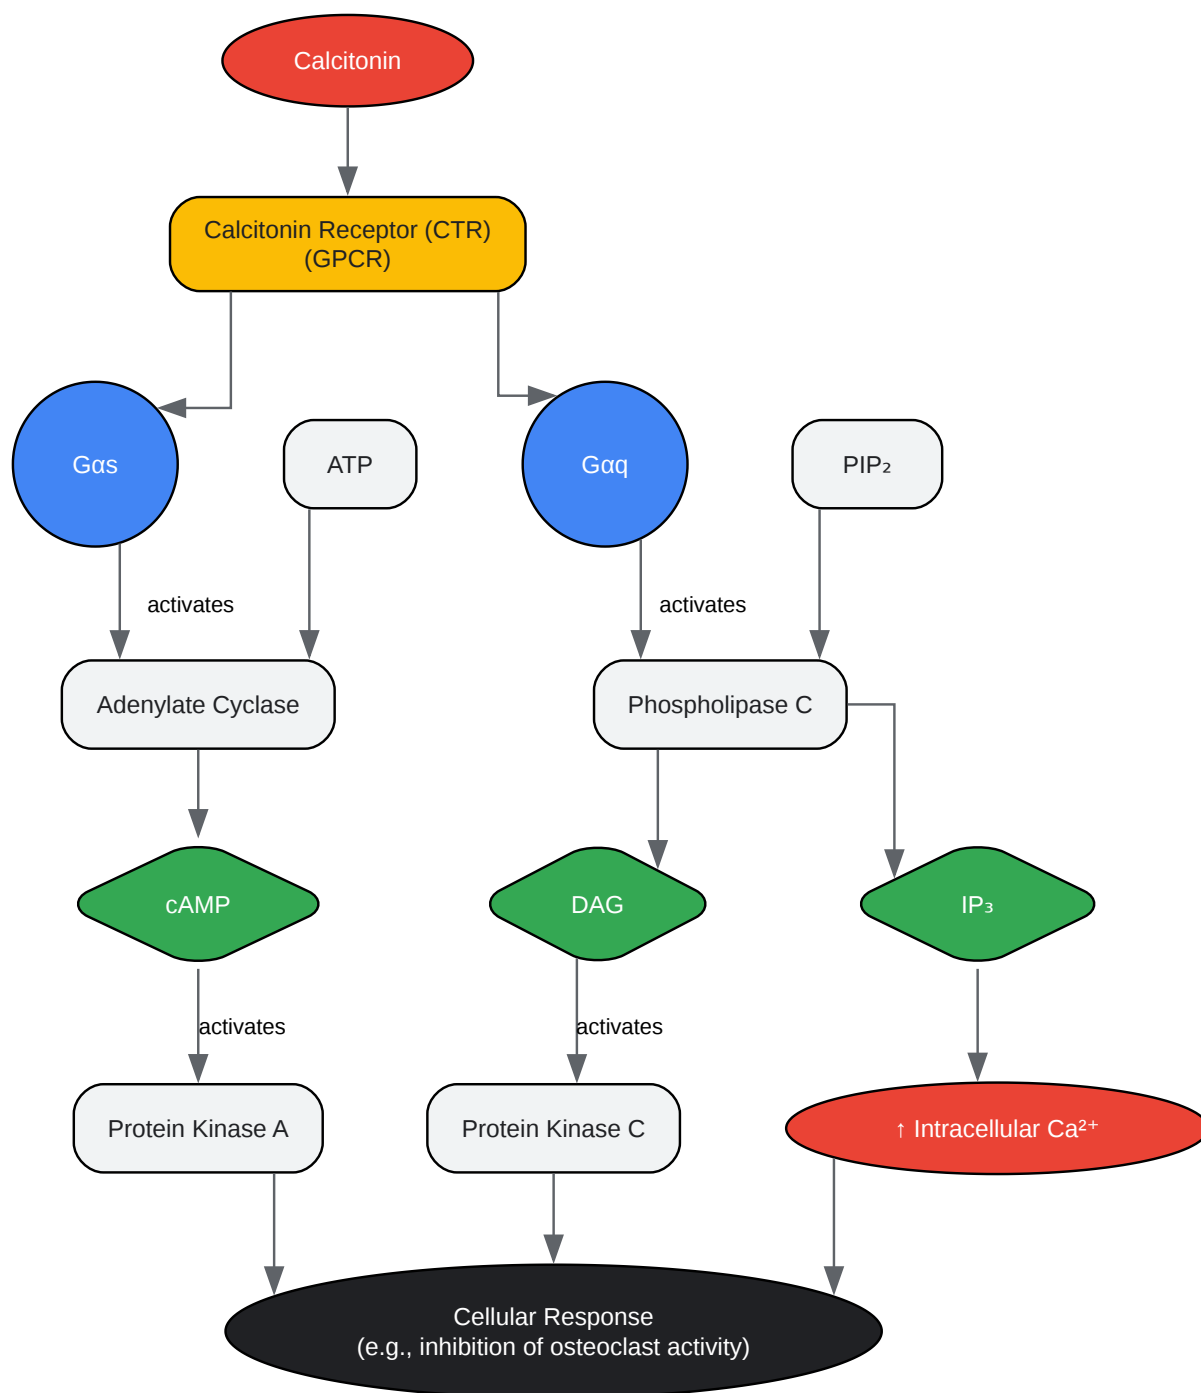 Calcitonin
Calcitonin Receptor (CTR)
(GPCR)
Gαs
ATP
Gαq
PIP₂
activates
activates
Adenylate Cyclase
Phospholipase C
cAMP
DAG
IP₃
activates
activates
Protein Kinase A
Protein Kinase C
↑ Intracellular Ca²⁺
Cellular Response
(e.g., inhibition of osteoclast activity)